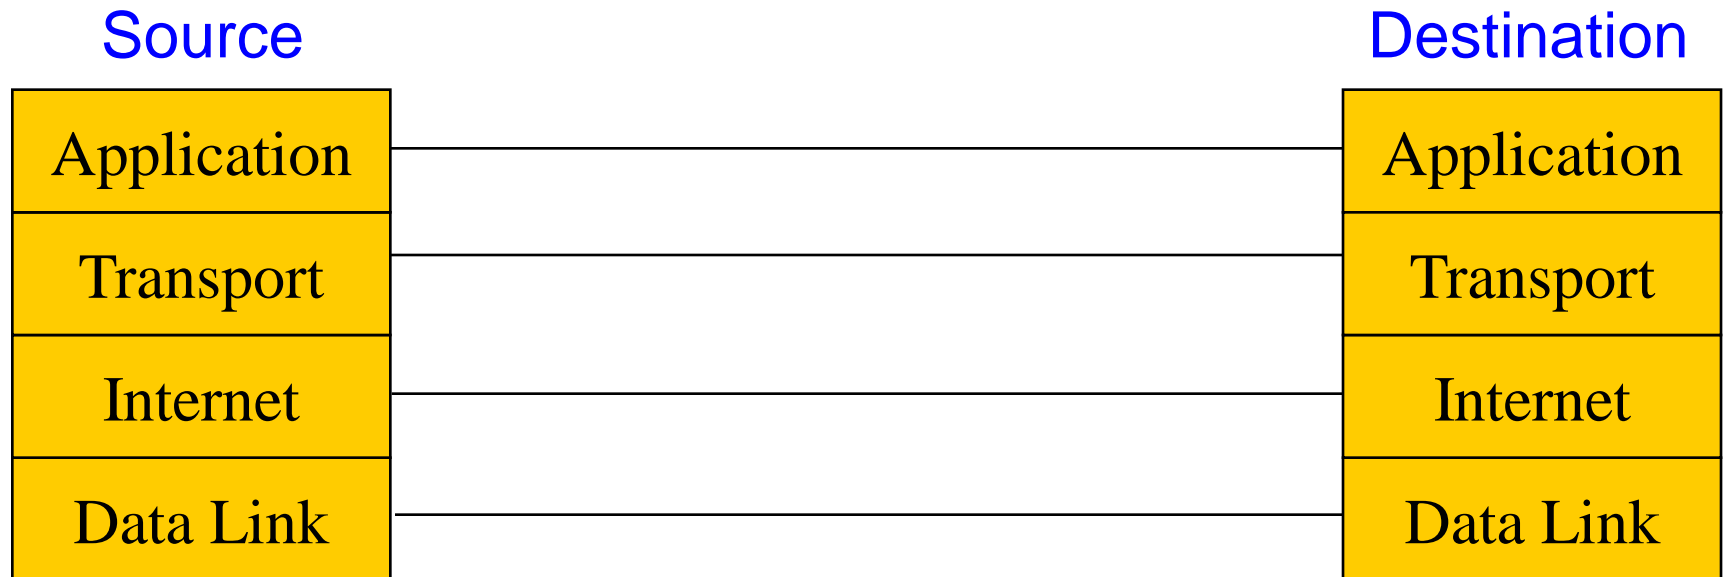 Source
Destination
Application
Application
Transport
Transport
Internet
Internet
Data Link
Data Link